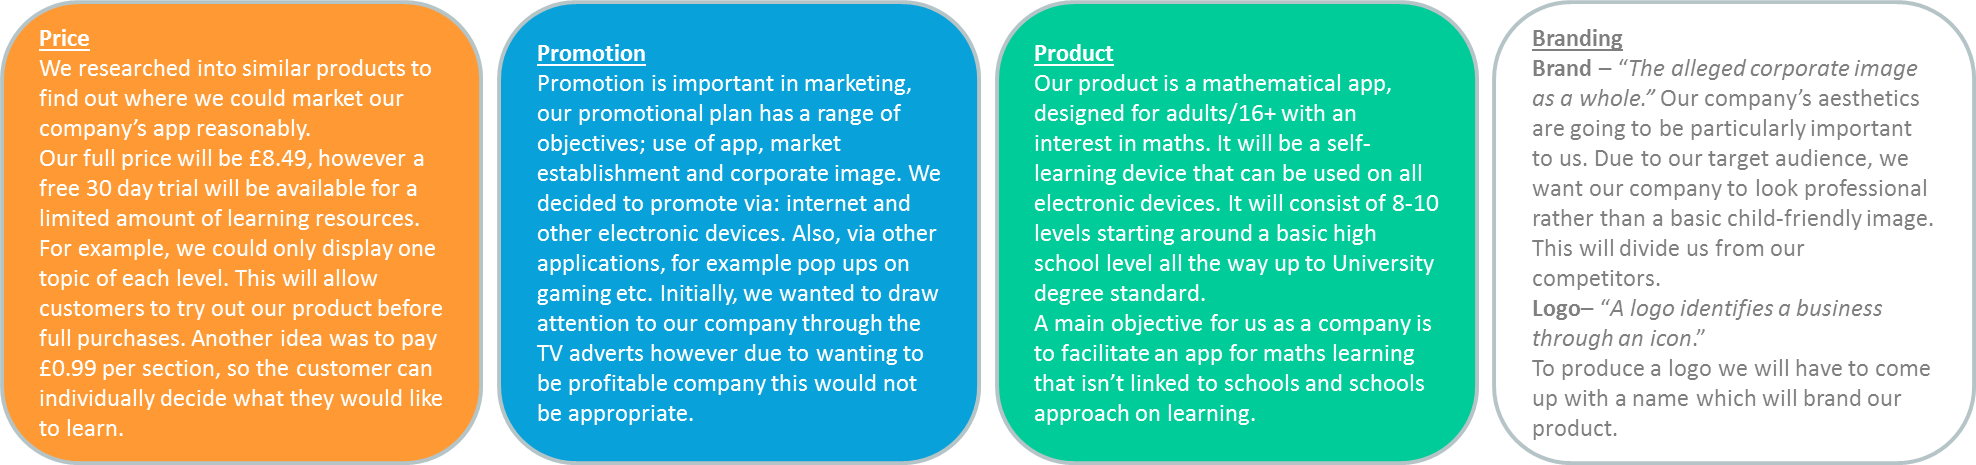 Price
We researched into similar products to
find out where we could market our
company's app reasonably.
Our full price will be £8.49, however a
free 30 day trial will be available for a
limited amount of learning resources.
For example, we could only display one
topic of each level. This will allow
customers to try out our product before
full purchases. Another idea was to pay
£0.99 per section, so the customer can
individually decide what they would like
to learn.
Promotion
Promotion is important in marketing,
our promotional plan has a range of
objectives; use of app, market
establishment and corporate image. We
decided to promote via: internet and
other electronic devices. Also, via other
applications, for example pop ups on
gaming etc. Initially, we wanted to draw
attention to our company through the
TV adverts however due to wanting to
be profitable company this would not
be appropriate.
Product
Our product is a mathematical app,
designed for adults/16+ with an
interest in maths. It will be a self-
learning device that can be used on all
electronic devices. It will consist of 8-10
levels starting around a basic high
school level all the way up to University
degree standard.
A main objective for us as a company is
to facilitate an app for maths learning
that isn't linked to schools and schools
approach on learning.
Branding
Brand – “The alleged corporate image
as a whole.” Our company's aesthetics
are going to be particularly important
to us. Due to our target audience, we
want our company to look professional
rather than a basic child-friendly image.
This will divide us from our
competitors.
Logo– “A logo identifies a business
through an icon.”
To produce a logo we will have to come
up with a name which will brand our
product.